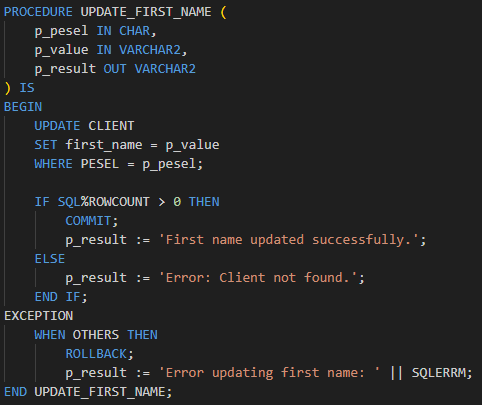 PROCEDURE UPDATE_FIRST_NAME (
    p_pesel IN CHAR,
    p_value IN VARCHAR2,
    p_result OUT VARCHAR2
) IS
BEGIN
    UPDATE CLIENT
    SET first_name = p_value
    WHERE PESEL = p_pesel;

    IF SQL%ROWCOUNT > 0 THEN
        COMMIT;
        p_result := 'First name updated successfully.';
    ELSE
        p_result := 'Error: Client not found.';
    END IF;
EXCEPTION
    WHEN OTHERS THEN
        ROLLBACK;
        p_result := 'Error updating first name: ' || SQLERRM;
END UPDATE_FIRST_NAME;